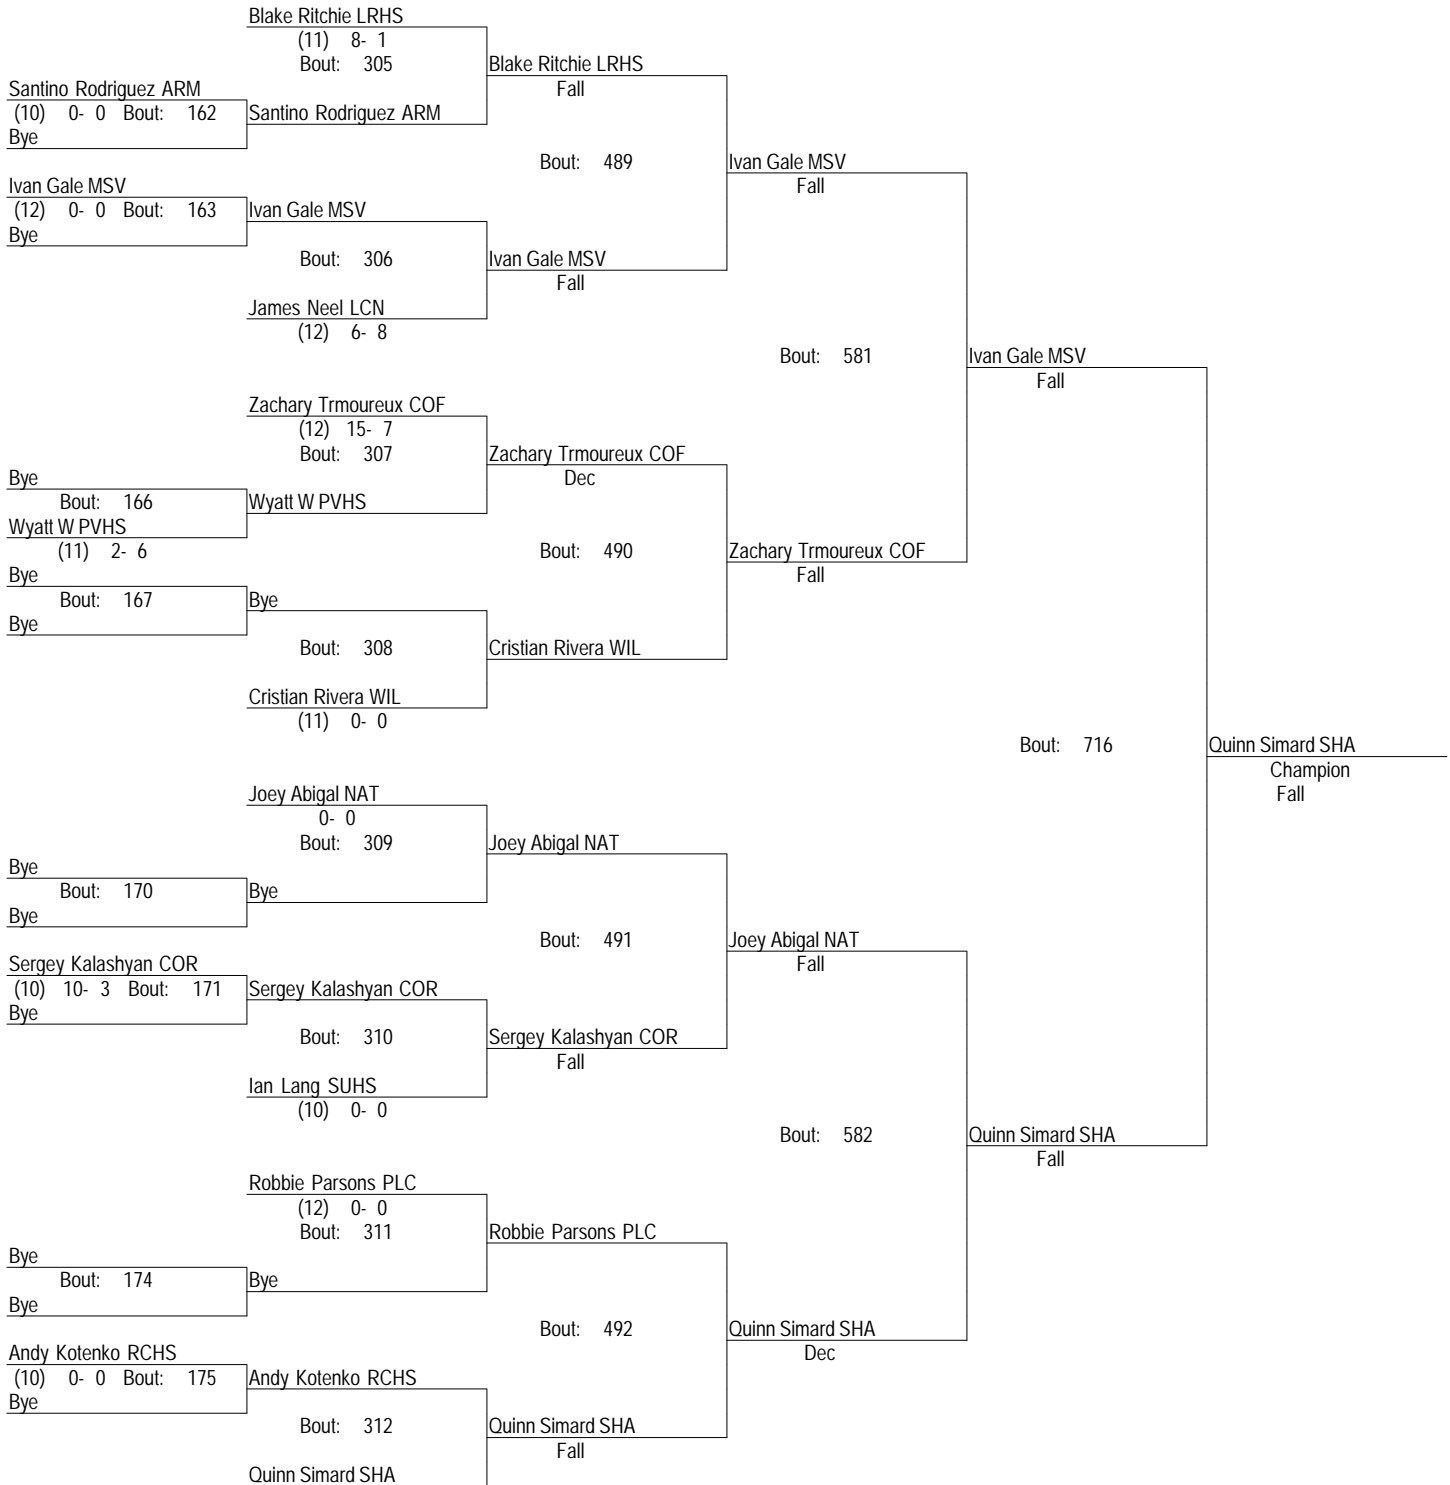 Blake Ritchie LRHS
(11) 8- 1
Bout: 305
Blake Ritchie LRHS
Fall
Santino Rodriguez ARM
(10) 0- 0 Bout: 162
Santino Rodriguez ARM
Bye
Bout: 489
Ivan Gale MSV
Fall
Ivan Gale MSV
(12) 0- 0 Bout: 163
Ivan Gale MSV
Bye
Bout: 306
Ivan Gale MSV
Fall
James Neel LCN
(12) 6- 8
Bout: 581
Ivan Gale MSV
Fall
Zachary Trmoureux COF
(12) 15- 7
Bout: 307
Zachary Trmoureux COF
Dec
Bye
Bout: 166
Wyatt W PVHS
Wyatt W PVHS
(11) 2- 6
Bout: 490
Zachary Trmoureux COF
Fall
Bye
Bout: 167
Bye
Bye
Bout: 308
Cristian Rivera WIL
Cristian Rivera WIL
(11) 0- 0
Bout: 716
Quinn Simard SHA
Champion
Fall
Joey Abigal NAT
0- 0
Bout: 309
Joey Abigal NAT
Bye
Bout: 170
Bye
Bye
Bout: 491
Joey Abigal NAT
Fall
Sergey Kalashyan COR
(10) 10- 3 Bout: 171
Sergey Kalashyan COR
Bye
Bout: 310
Sergey Kalashyan COR
Fall
Ian Lang SUHS
(10) 0- 0
Bout: 582
Quinn Simard SHA
Fall
Robbie Parsons PLC
(12) 0- 0
Bout: 311
Robbie Parsons PLC
Bye
Bout: 174
Bye
Bye
Bout: 492
Quinn Simard SHA
Dec
Andy Kotenko RCHS
(10) 0- 0 Bout: 175
Andy Kotenko RCHS
Bye
Bout: 312
Quinn Simard SHA
Fall
Quinn Simard SHA